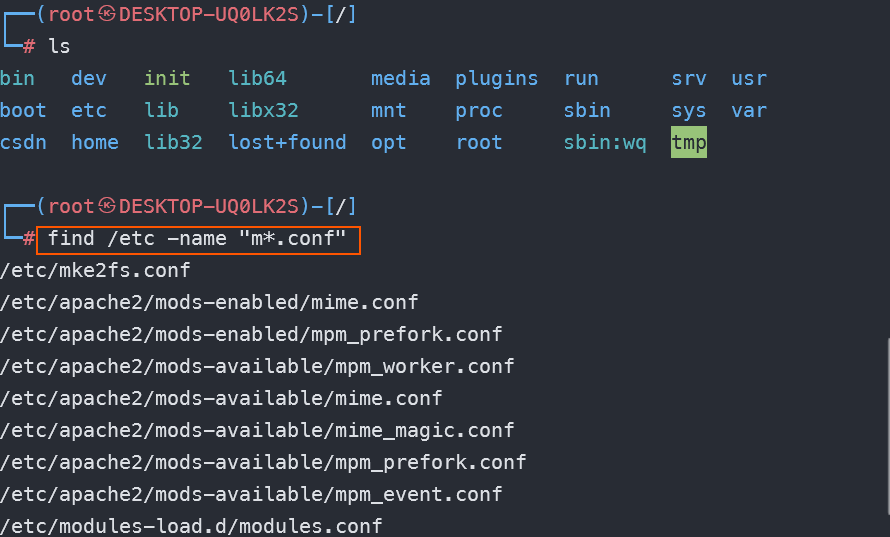 ┌──(root㉿DESKTOP-UQ0LK2S)-[/]
└─# ls
bin dev init lib64 media plugins run srv usr
boot etc lib libx32 mnt proc sbin sys var
csdn home lib32 lost+found opt root sbin:wq tmp
┌──(root㉿DESKTOP-UQ0LK2S)-[/]
└─# find /etc -name "m*.conf"
/etc/mke2fs.conf
/etc/apache2/mods-enabled/mime.conf
/etc/apache2/mods-enabled/mpm_prefork.conf
/etc/apache2/mods-available/mpm_worker.conf
/etc/apache2/mods-available/mime.conf
/etc/apache2/mods-available/mime_magic.conf
/etc/apache2/mods-available/mpm_prefork.conf
/etc/apache2/mods-available/mpm_event.conf
/etc/modules-load.d/modules.conf